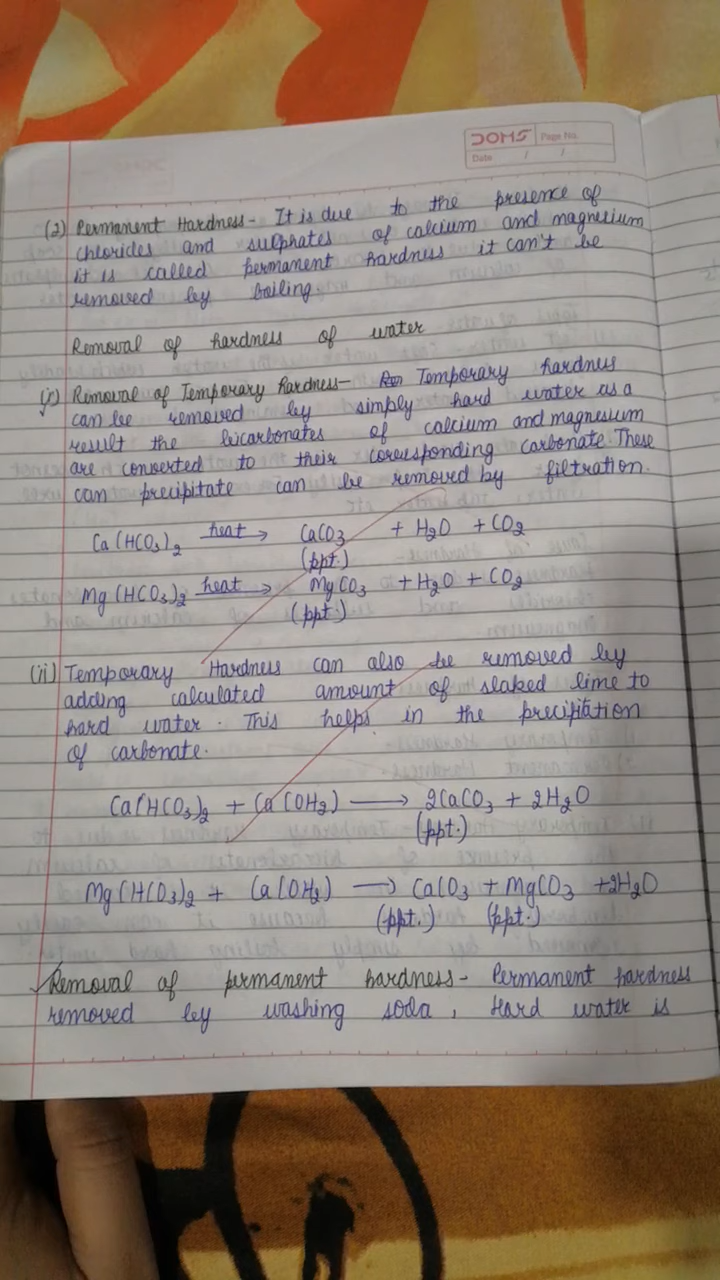 DOMS Page No.
Date / /
(2) Permanent Hardness - It is due to the presence of
chlorides and sulphates of calcium and magnesium
it is called permanent hardness it can't be
removed by boiling
Removal of hardness of water
(i) Removal of Temporary hardness - Temporary hardness
can be removed by simply hard water as a
result the bicarbonates of calcium and magnesium
are converted to their corresponding carbonate. These
can precipitate can be removed by filtration.
Ca(HCO3)2 heat → CaCO3 + H2O + CO2
(ppt.)
Mg(HCO3)2 heat → MgCO3 + H2O + CO2
(ppt.)
(ii) Temporary Hardness can also be removed by
adding calculated amount of slaked lime to
hard water. This helps in the precipitation
of carbonate.
Ca(HCO3)2 + Ca(OH2) → 2CaCO3 + 2H2O
(ppt.)
Mg(HCO3)2 + Ca(OH2) → CaCO3 + MgCO3 + 2H2O
(ppt.) (ppt.)
Removal of permanent hardness - Permanent hardness
removed by washing soda, Hard water is